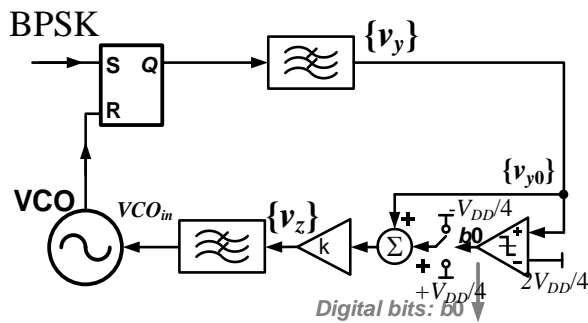 BPSK
S Q
R
{v_y}
{v_y0}
VCO
VCO_in
{v_z}
k
+
Σ
+
-V_DD/4
b0
+V_DD/4
+
-
2V_DD/4
Digital bits: b0